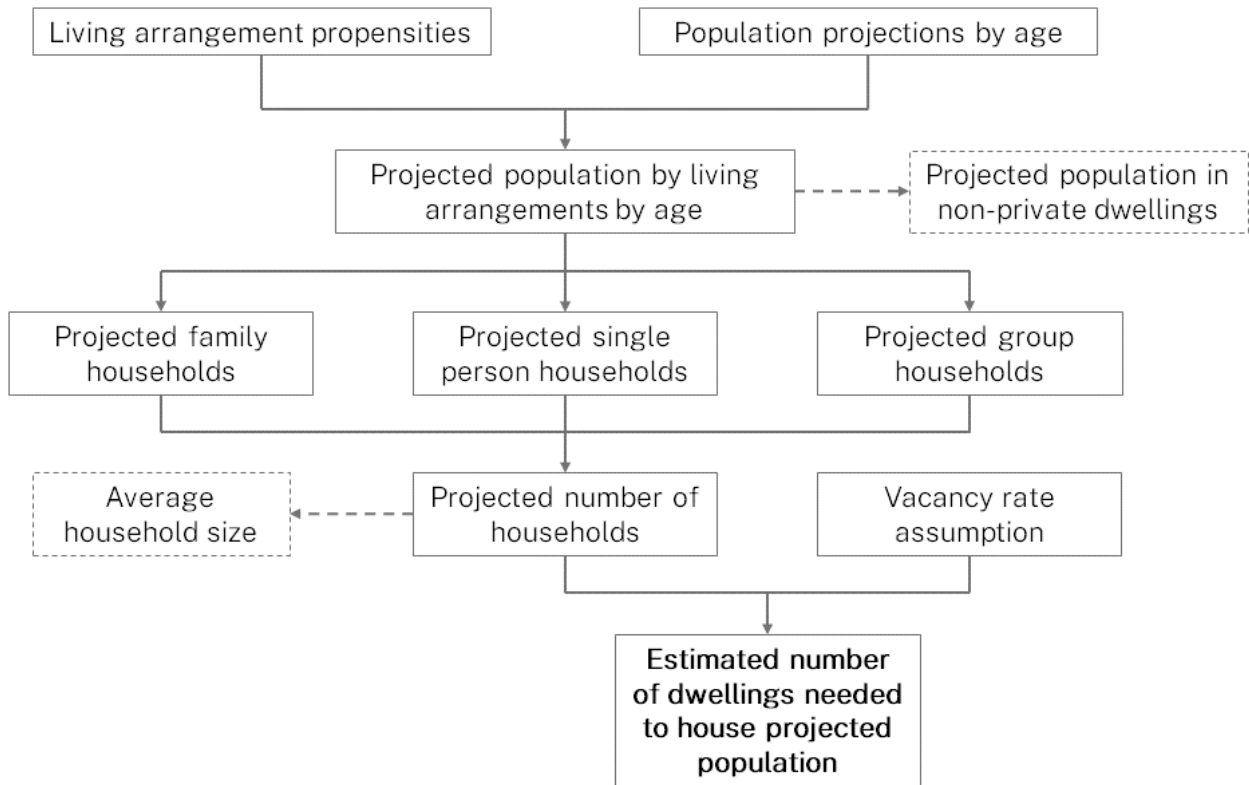 Living arrangement propensities
Population projections by age
Projected population by living
arrangements by age
Projected population in
non-private dwellings
Projected family
households
Projected single
person households
Projected group
households
Average
household size
Projected number of
households
Vacancy rate
assumption
Estimated number
of dwellings needed
to house projected
population